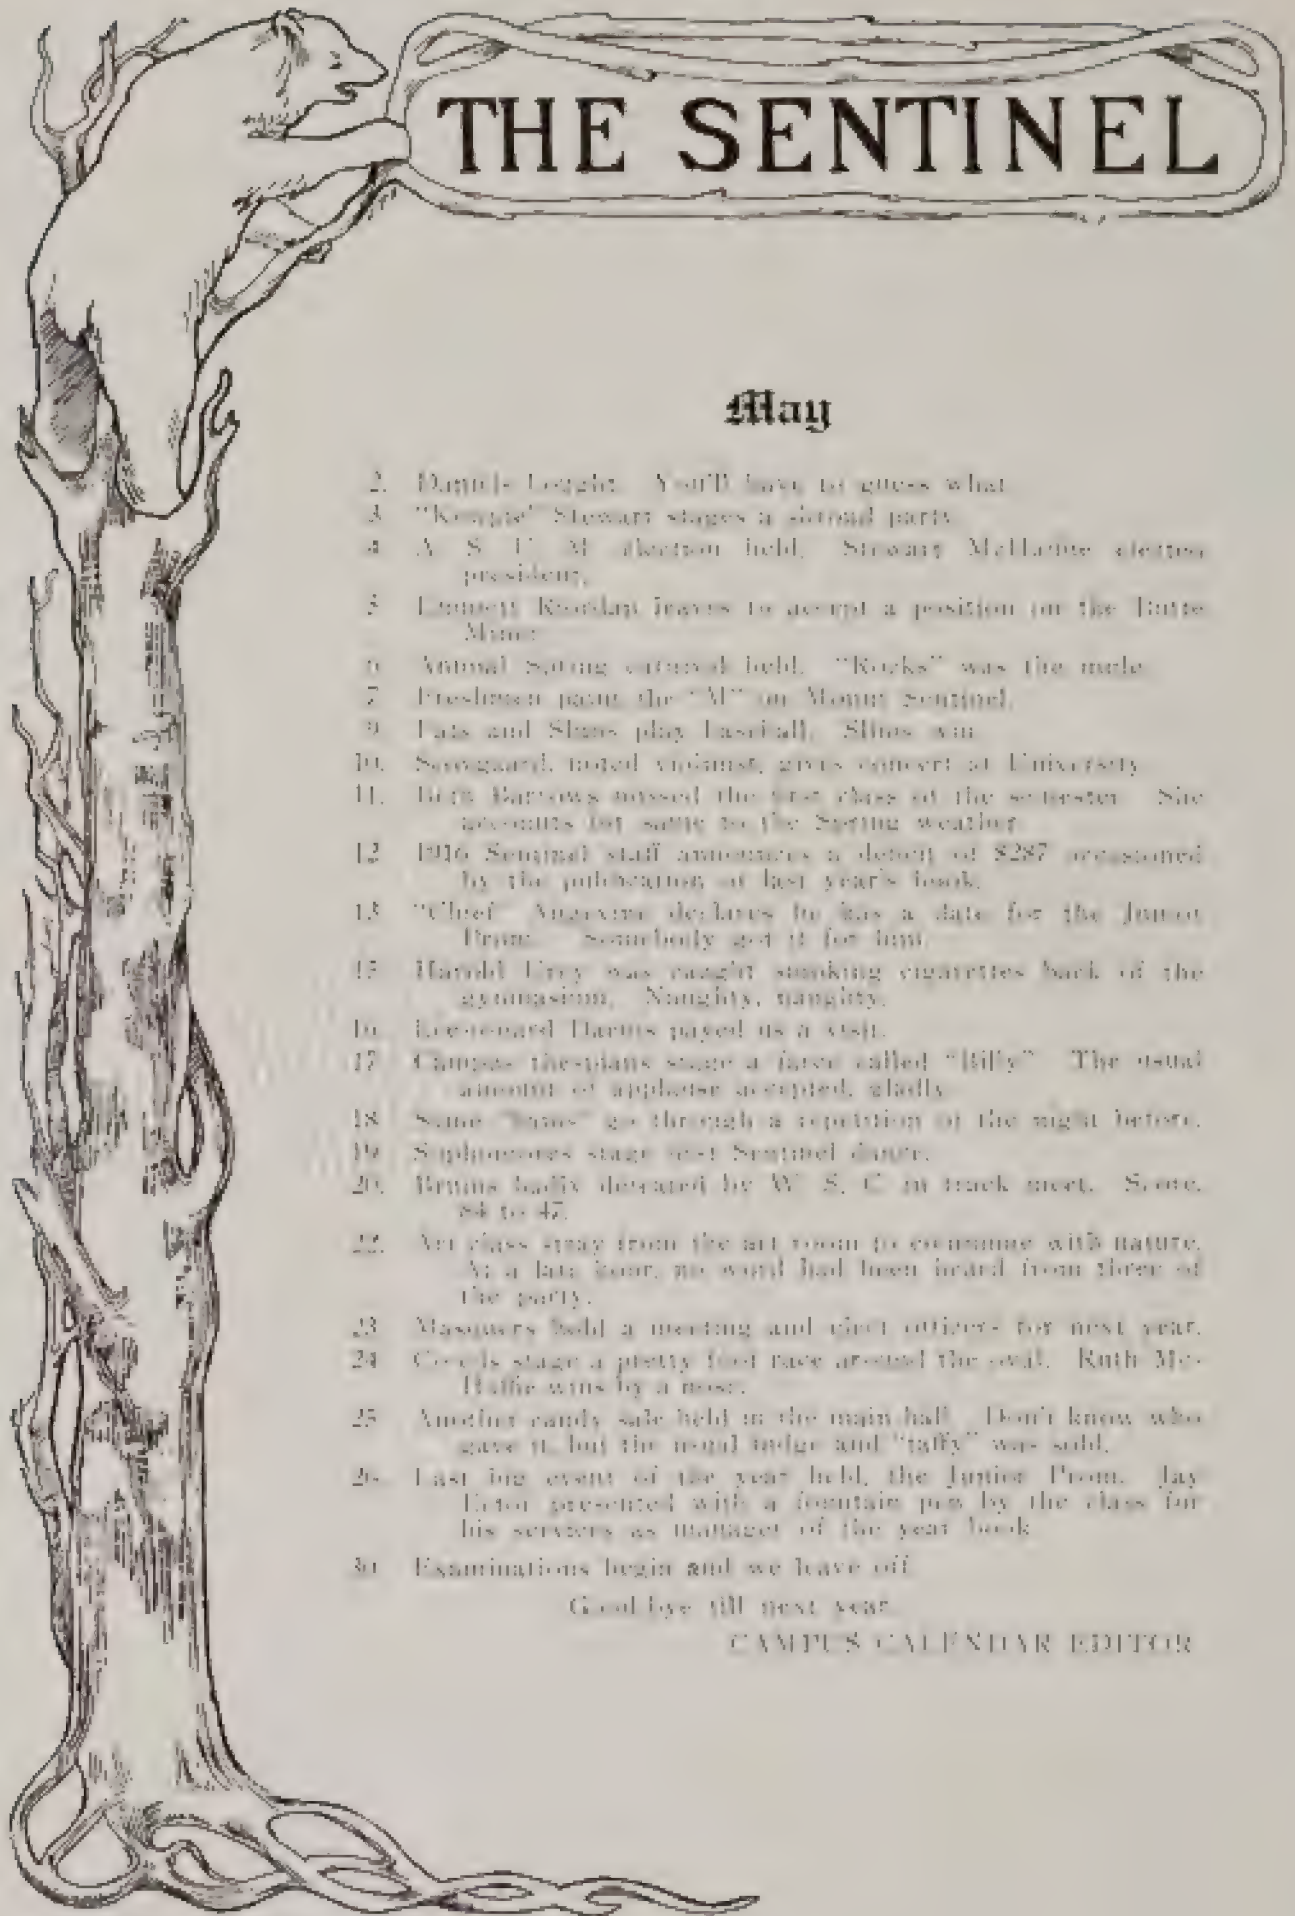 THE SENTINEL
May
2. Daniels bought. You'll have to guess what.
3. Stewart stages a party.
4. A. S. U. M. election held. Stewart elected
president.
5. Emmett Riordan leaves to accept a position on the Butte
Miner.
6. Annual Spring carnival held. "Rocks" was the mule.
7. Freshmen paint the "M" on Mount Sentinel.
9. Fats and Slims play baseball. Slims win.
10. noted violinist, gives concert at University.
11. Barrows missed the first class of the semester. She
accounts for same to the Spring weather.
12. 1916 Sentinel staff announces a deficit of $287 occasioned
by the publication of last year's book.
13. "Chief" declares he has a date for the Junior
Prom. Somebody got it for him.
15. Harold Urey was caught smoking cigarettes back of the
gymnasium. Naughty, naughty.
16. payed us a visit.
17. Campus thespians stage a farce called "Billy". The usual
amount of applause accepted, gladly.
18. Same go through a repetition of the night before.
19. Sophomores stage Sentinel dance.
20. Bruins badly defeated by W. S. C. in track meet. Score,
84 to 47.
22. Art class stray from the art room to commune with nature.
At a late hour, no word had been heard from three of
the party.
23. Masquers hold a meeting and elect officers for next year.
24. Co-eds stage a pretty foot race around the oval. Ruth Mc-
Haffie wins by a nose.
25. Another candy sale held in the main hall. Don't know who
gave it, but the usual fudge and "taffy" was sold.
26. Last big event of the year held, the Junior Prom. Jay
Ector presented with a fountain pen by the class for
his services as manager of the year book.
30. Examinations begin and we leave off.
Good-bye till next year.
CAMPUS CALENDAR EDITOR